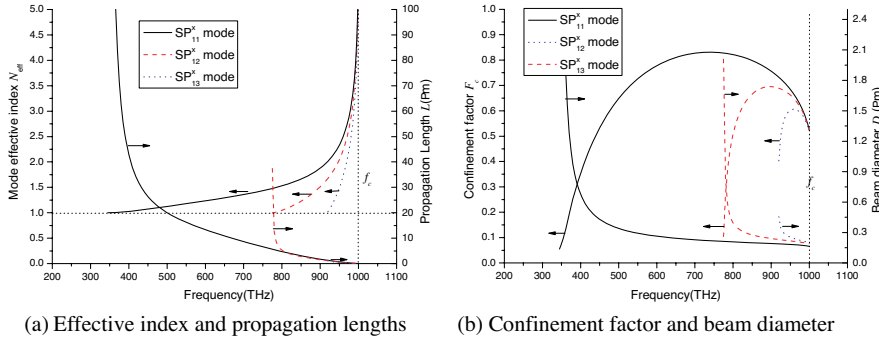 5.0
4.5
4.0
3.5
3.0
2.5
2.0
1.5
1.0
0.5
0.0
Mode effective index N_eff
SP^x_11 mode
SP^x_12 mode
SP^x_13 mode
f_c
100
90
80
70
60
50
40
30
20
10
0
Propagation Length L(Pm)
200 300 400 500 600 700 800 900 1000 1100
Frequency(THz)
(a) Effective index and propagation lengths
1.0
0.9
0.8
0.7
0.6
0.5
0.4
0.3
0.2
0.1
0.0
Confinement factor F_c
SP^x_11 mode
SP^x_12 mode
SP^x_13 mode
f_c
2.4
2.1
1.8
1.5
1.2
0.9
0.6
0.3
0.0
Beam diameter D (Pm)
200 300 400 500 600 700 800 900 1000 1100
Frequency(THz)
(b) Confinement factor and beam diameter